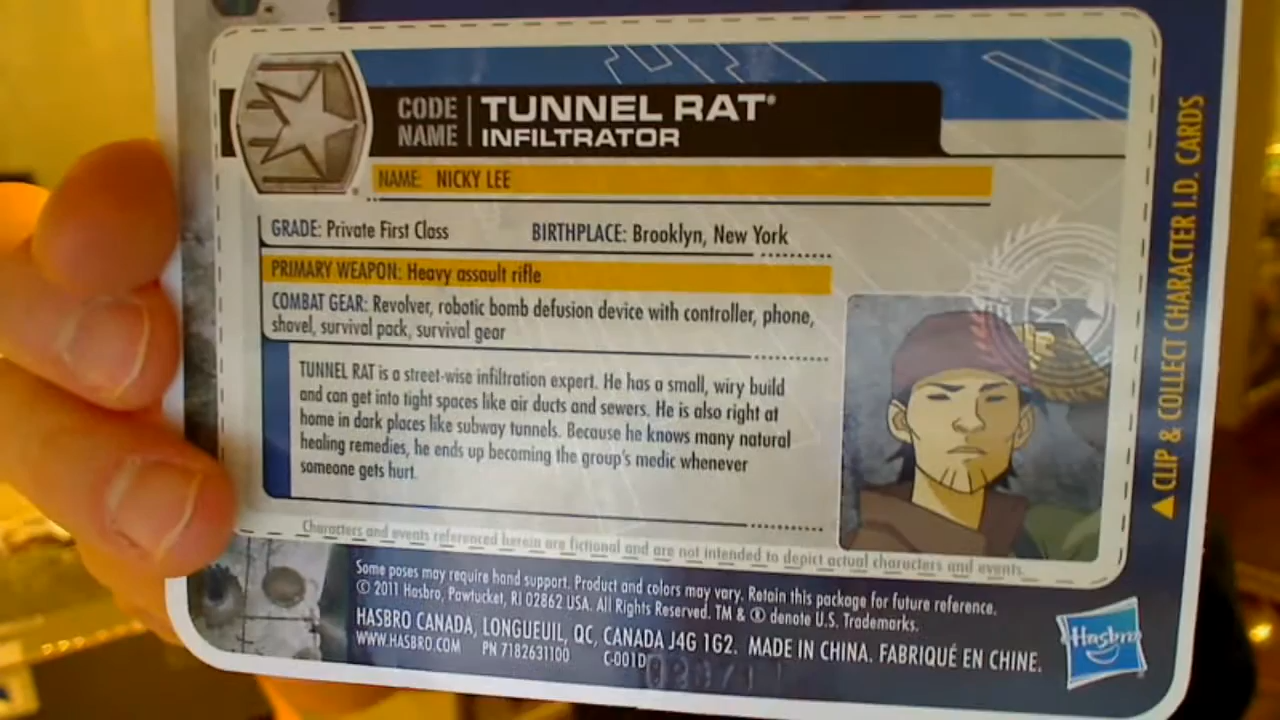 CODE NAME
TUNNEL RAT®
INFILTRATOR
NAME: NICKY LEE
GRADE: Private First Class BIRTHPLACE: Brooklyn, New York
PRIMARY WEAPON: Heavy assault rifle
COMBAT GEAR: Revolver, robotic bomb defusion device with controller, phone,
shovel, survival pack, survival gear
TUNNEL RAT is a street-wise infiltration expert. He has a small, wiry build
and can get into tight spaces like air ducts and sewers. He is also right at
home in dark places like subway tunnels. Because he knows many natural
healing remedies, he ends up becoming the group's medic whenever
someone gets hurt.
Characters and events referenced herein are fictional and are not intended to depict actual characters and events.
▲ CLIP & COLLECT CHARACTER I.D. CARDS
Some poses may require hand support. Product and colors may vary. Retain this package for future reference.
© 2011 Hasbro, Pawtucket, RI 02862 USA. All Rights Reserved. TM & ® denote U.S. Trademarks.
HASBRO CANADA, LONGUEUIL, QC, CANADA J4G 1G2. MADE IN CHINA. FABRIQUÉ EN CHINE.
WWW.HASBRO.COM PN 7182631100 C-001D
Hasbro